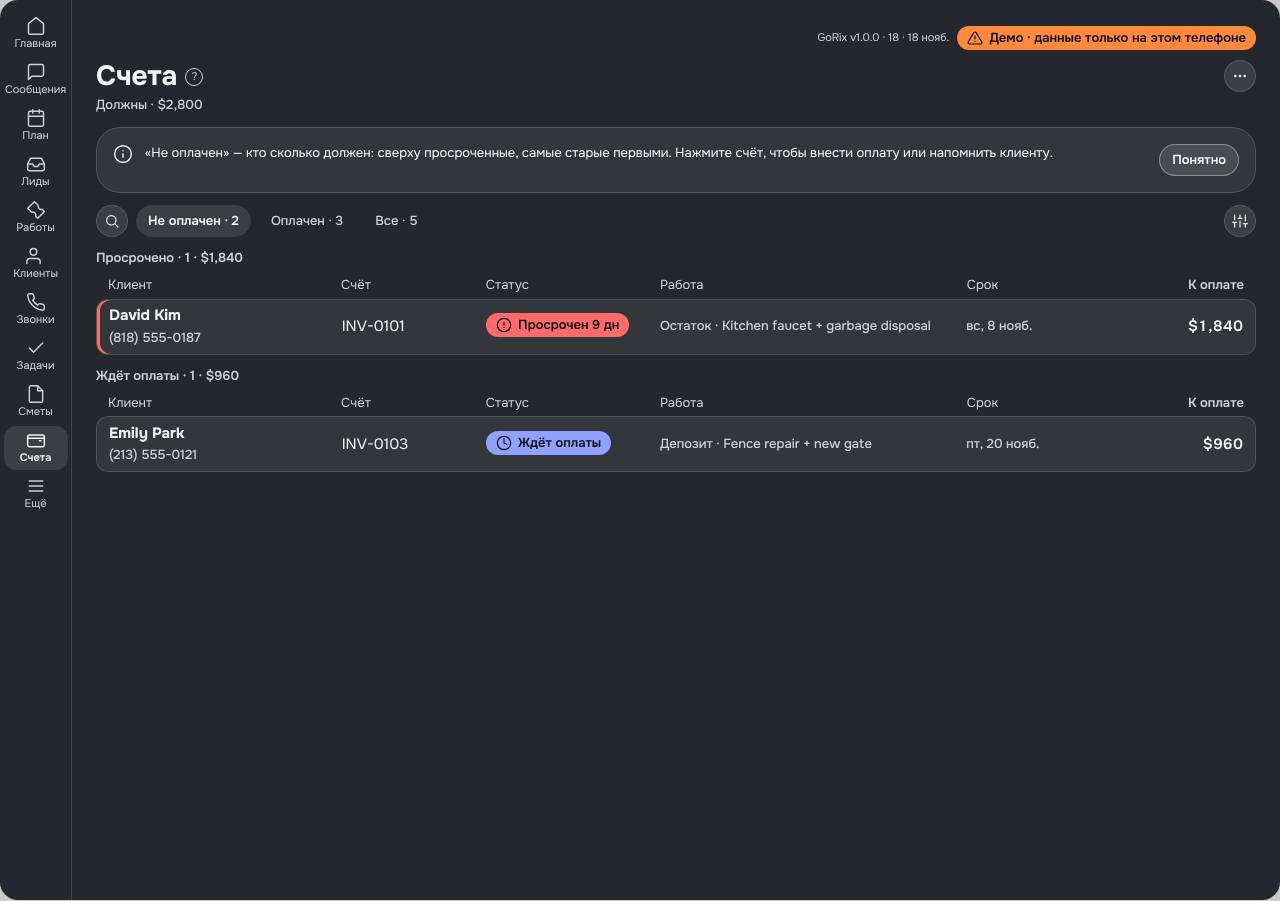 GoRix v1.0.0 · 18 · 18 нояб.
Демо · данные только на этом телефоне
Главная
Сообщения
План
Лиды
Работы
Клиенты
Звонки
Задачи
Сметы
Счета
Ещё
Счета ?
Должны · $2,800
«Не оплачен» — кто сколько должен: сверху просроченные, самые старые первыми. Нажмите счёт, чтобы внести оплату или напомнить клиенту.
Понятно
Не оплачен · 2
Оплачен · 3
Все · 5
Просрочено · 1 · $1,840
Клиент Счёт Статус Работа Срок К оплате
David Kim
(818) 555-0187
INV-0101
Просрочен 9 дн
Остаток · Kitchen faucet + garbage disposal
вс, 8 нояб.
$1,840
Ждёт оплаты · 1 · $960
Клиент Счёт Статус Работа Срок К оплате
Emily Park
(213) 555-0121
INV-0103
Ждёт оплаты
Депозит · Fence repair + new gate
пт, 20 нояб.
$960